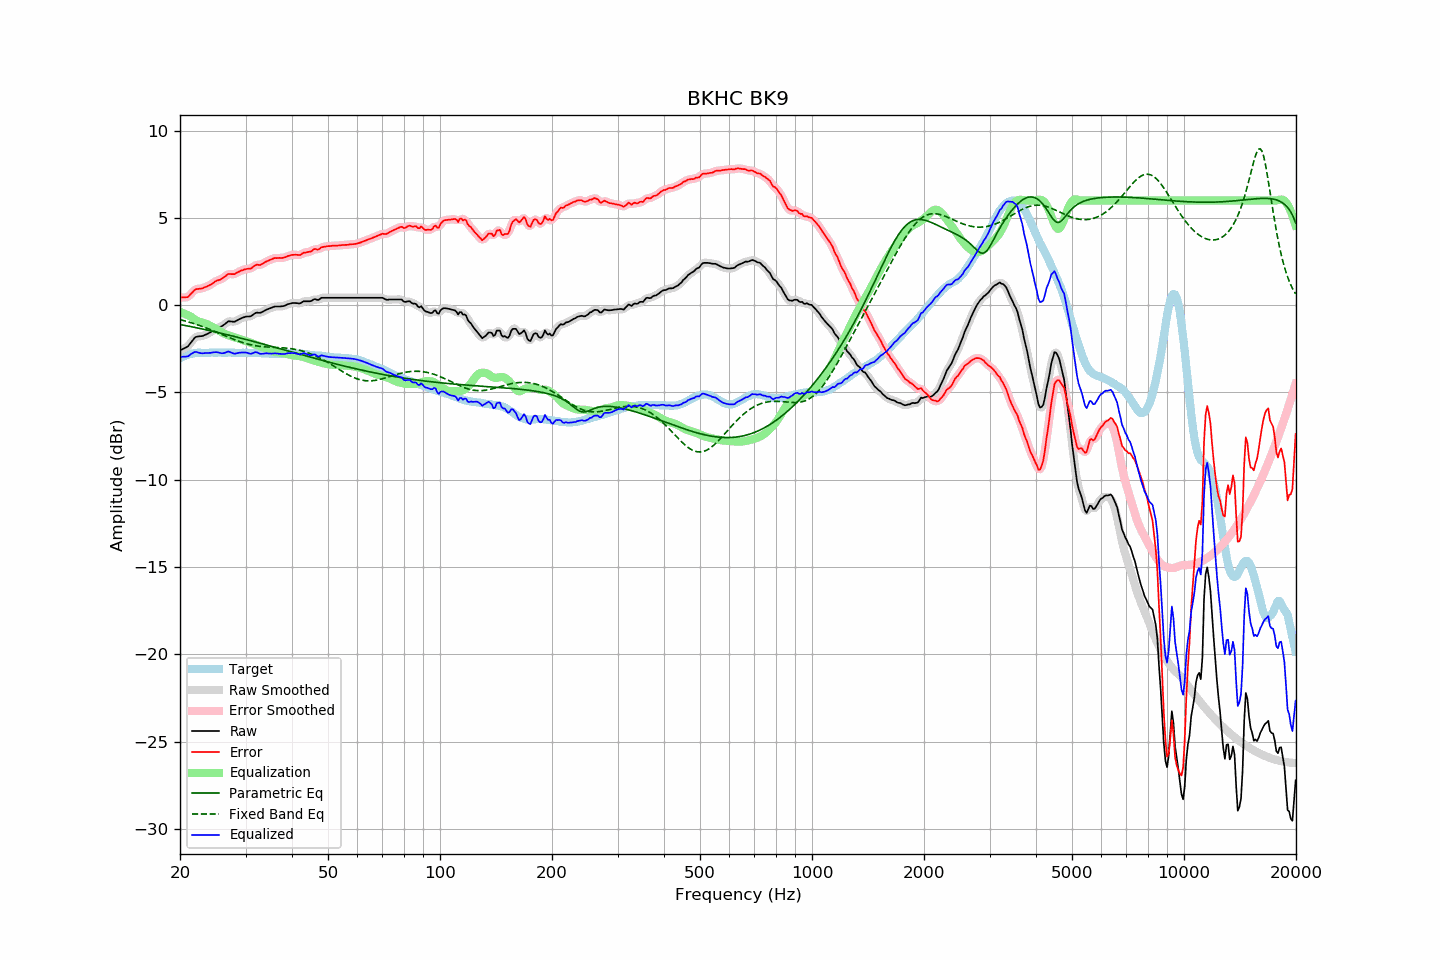 BKHC BK9
Amplitude (dBr)
10
5
0
−5
−10
−15
−20
−25
−30
Target
Raw Smoothed
Error Smoothed
Raw
Error
Equalization
Parametric Eq
Fixed Band Eq
Equalized
20 50 100 200 500 1000 2000 5000 10000 20000
Frequency (Hz)